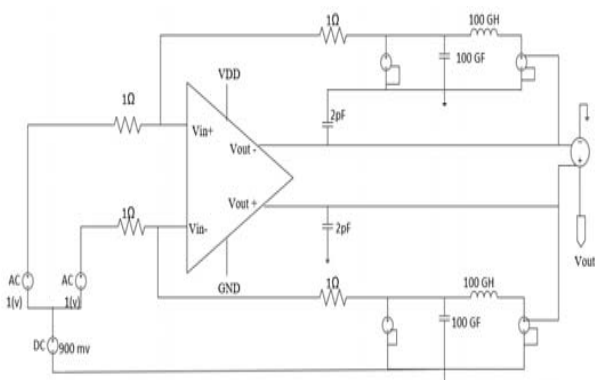 1Ω
100 GH
100 GF
VDD
1Ω
2pF
Vin+
Vout -
1Ω
Vout +
Vin-
2pF
Vout
AC
AC
1Ω
100 GH
1(v)
1(v)
GND
100 GF
DC
900 mv